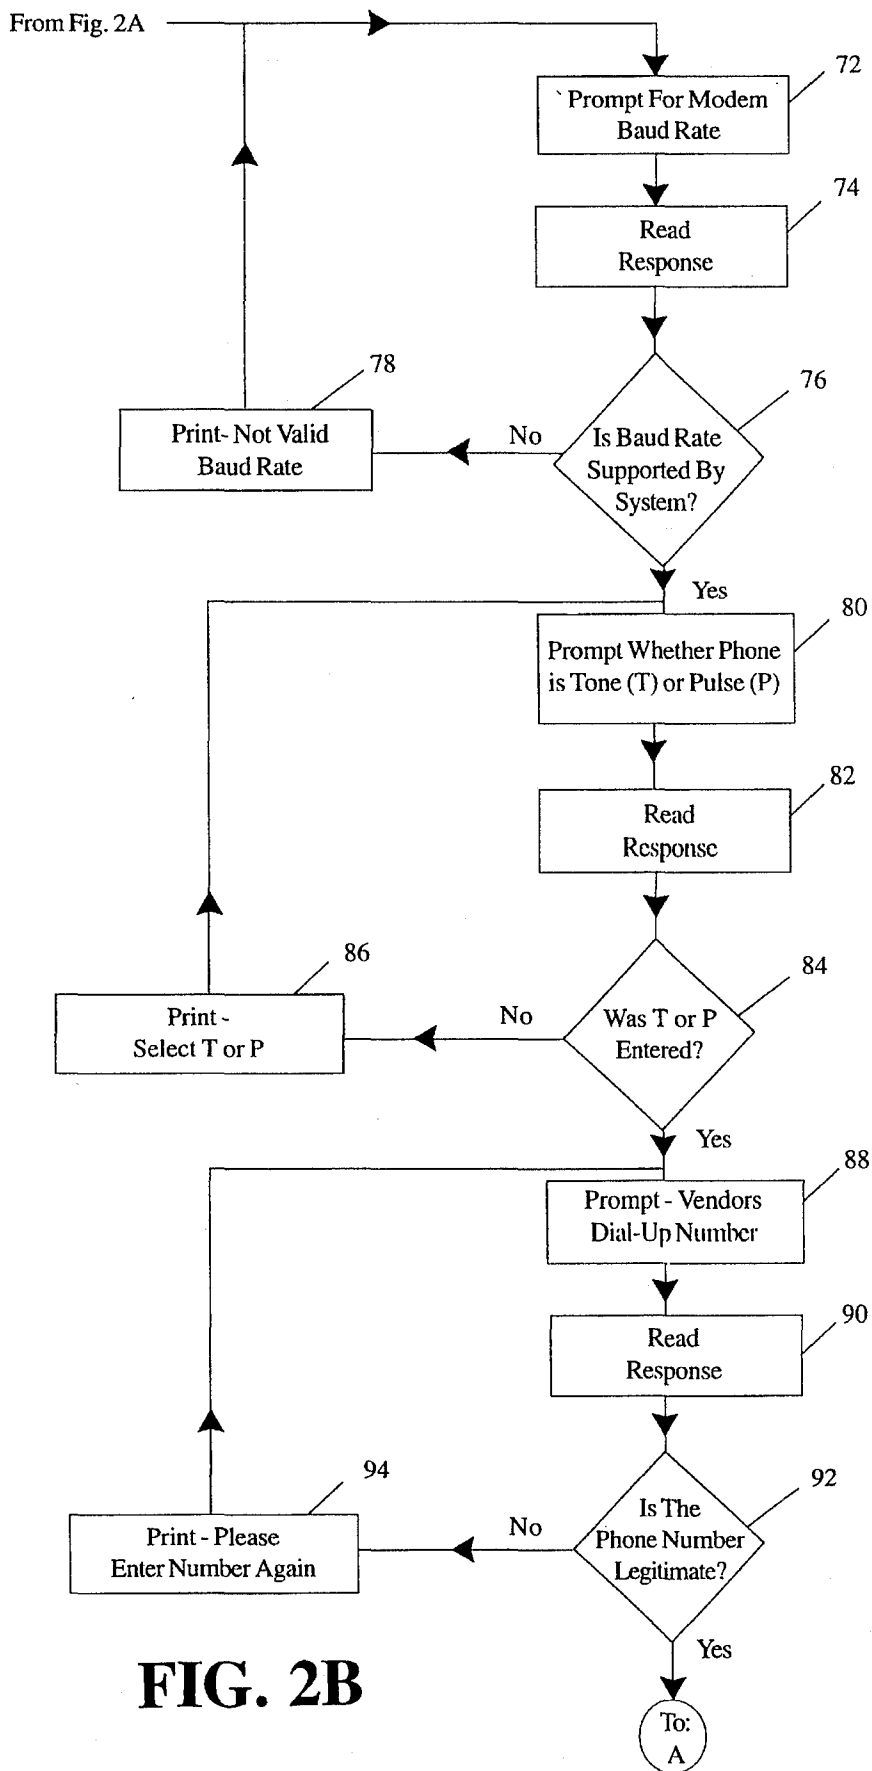 From Fig. 2A
72
Prompt For Modem
Baud Rate
74
Read
Response
76
Is Baud Rate
Supported By
System?
No
78
Print- Not Valid
Baud Rate
Yes
80
Prompt Whether Phone
is Tone (T) or Pulse (P)
82
Read
Response
84
Was T or P
Entered?
No
86
Print -
Select T or P
Yes
88
Prompt - Vendors
Dial-Up Number
90
Read
Response
92
Is The
Phone Number
Legitimate?
No
94
Print - Please
Enter Number Again
Yes
To:
A
FIG. 2B